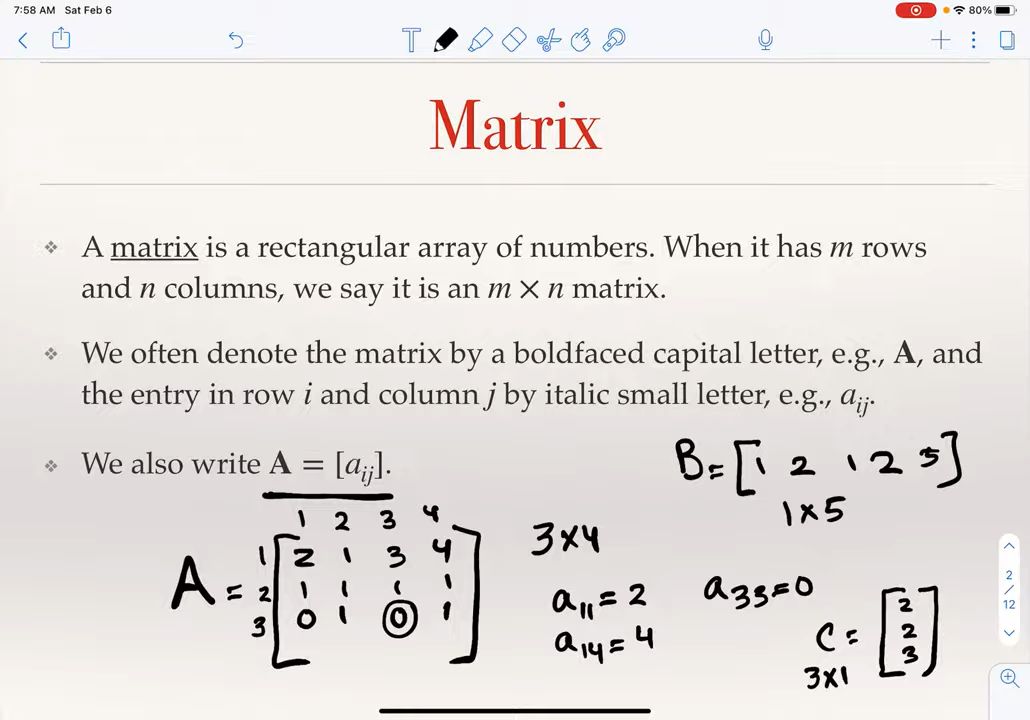 7:58 AM Sat Feb 6 80%
T
Matrix
❖ A matrix is a rectangular array of numbers. When it has m rows
and n columns, we say it is an m × n matrix.
❖ We often denote the matrix by a boldfaced capital letter, e.g., A, and
the entry in row i and column j by italic small letter, e.g., aij.
❖ We also write A = [aij].
B = [1 2 1 2 5]
1 × 5
1 2 3 4
A = 1 [2 1 3 4
2 1 1 1 1
3 0 1 0 1]
3 × 4
a11 = 2
a14 = 4
a33 = 0
C = [2
2
3]
3 × 1
2
/
12